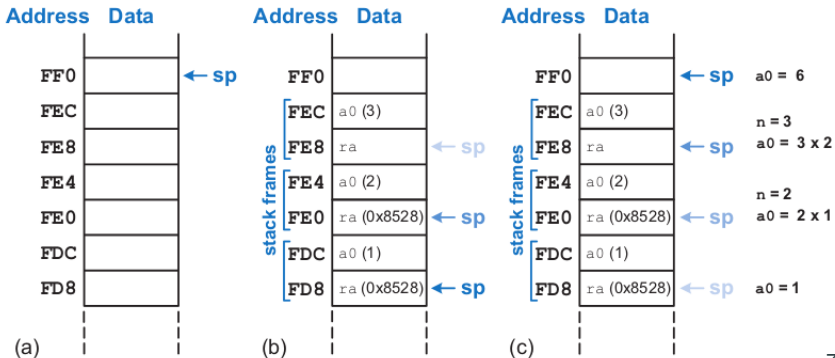 Address Data
FF0 ← sp
FEC
FE8
FE4
FE0
FDC
FD8
(a)
Address Data
FF0
FEC a0 (3)
FE8 ra ← sp
FE4 a0 (2)
FE0 ra (0x8528) ← sp
FDC a0 (1)
FD8 ra (0x8528) ← sp
stack frames
(b)
Address Data
FF0 ← sp a0 = 6
FEC a0 (3)
n = 3
FE8 ra ← sp a0 = 3 x 2
FE4 a0 (2)
n = 2
FE0 ra (0x8528) ← sp a0 = 2 x 1
FDC a0 (1)
FD8 ra (0x8528) ← sp a0 = 1
stack frames
(c)